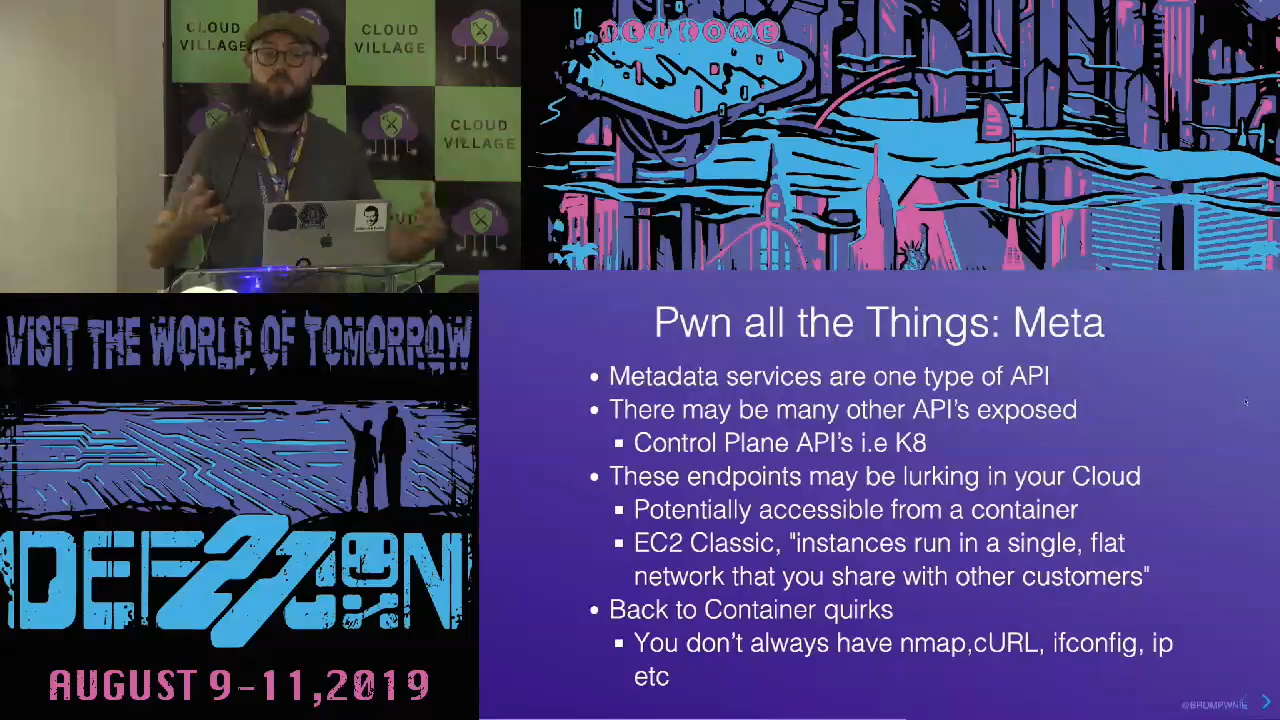 CLOUD
VILLAGE
CLOUD
VILLAGE
CLOUD
VILLAGE
WELCOME
VISIT THE WORLD OF TOMORROW
DEF27CON
AUGUST 9-11,2019
Pwn all the Things: Meta
• Metadata services are one type of API
• There may be many other API's exposed
▪ Control Plane API's i.e K8
• These endpoints may be lurking in your Cloud
▪ Potentially accessible from a container
▪ EC2 Classic, "instances run in a single, flat
network that you share with other customers"
• Back to Container quirks
▪ You don't always have nmap,cURL, ifconfig, ip
etc
@BROMPWNIE